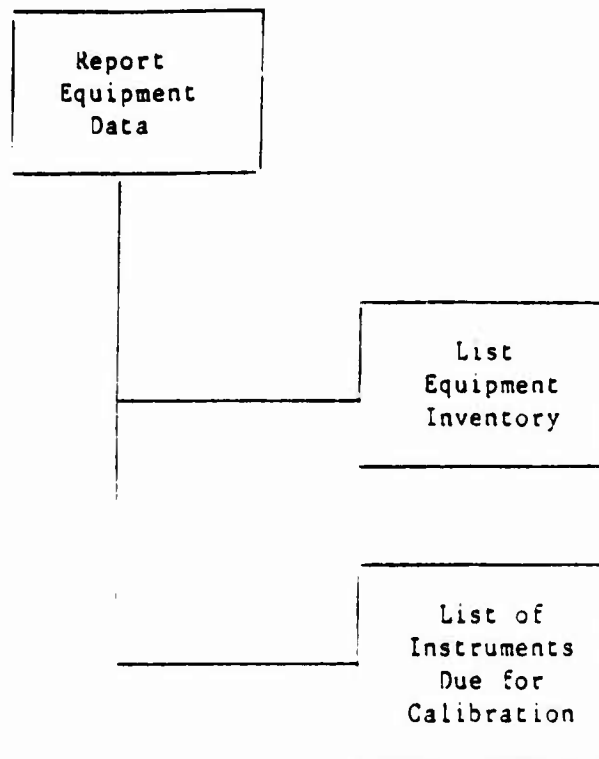 Report
Equipment
Data
List
Equipment
Inventory
List of
Instruments
Due for
Calibration